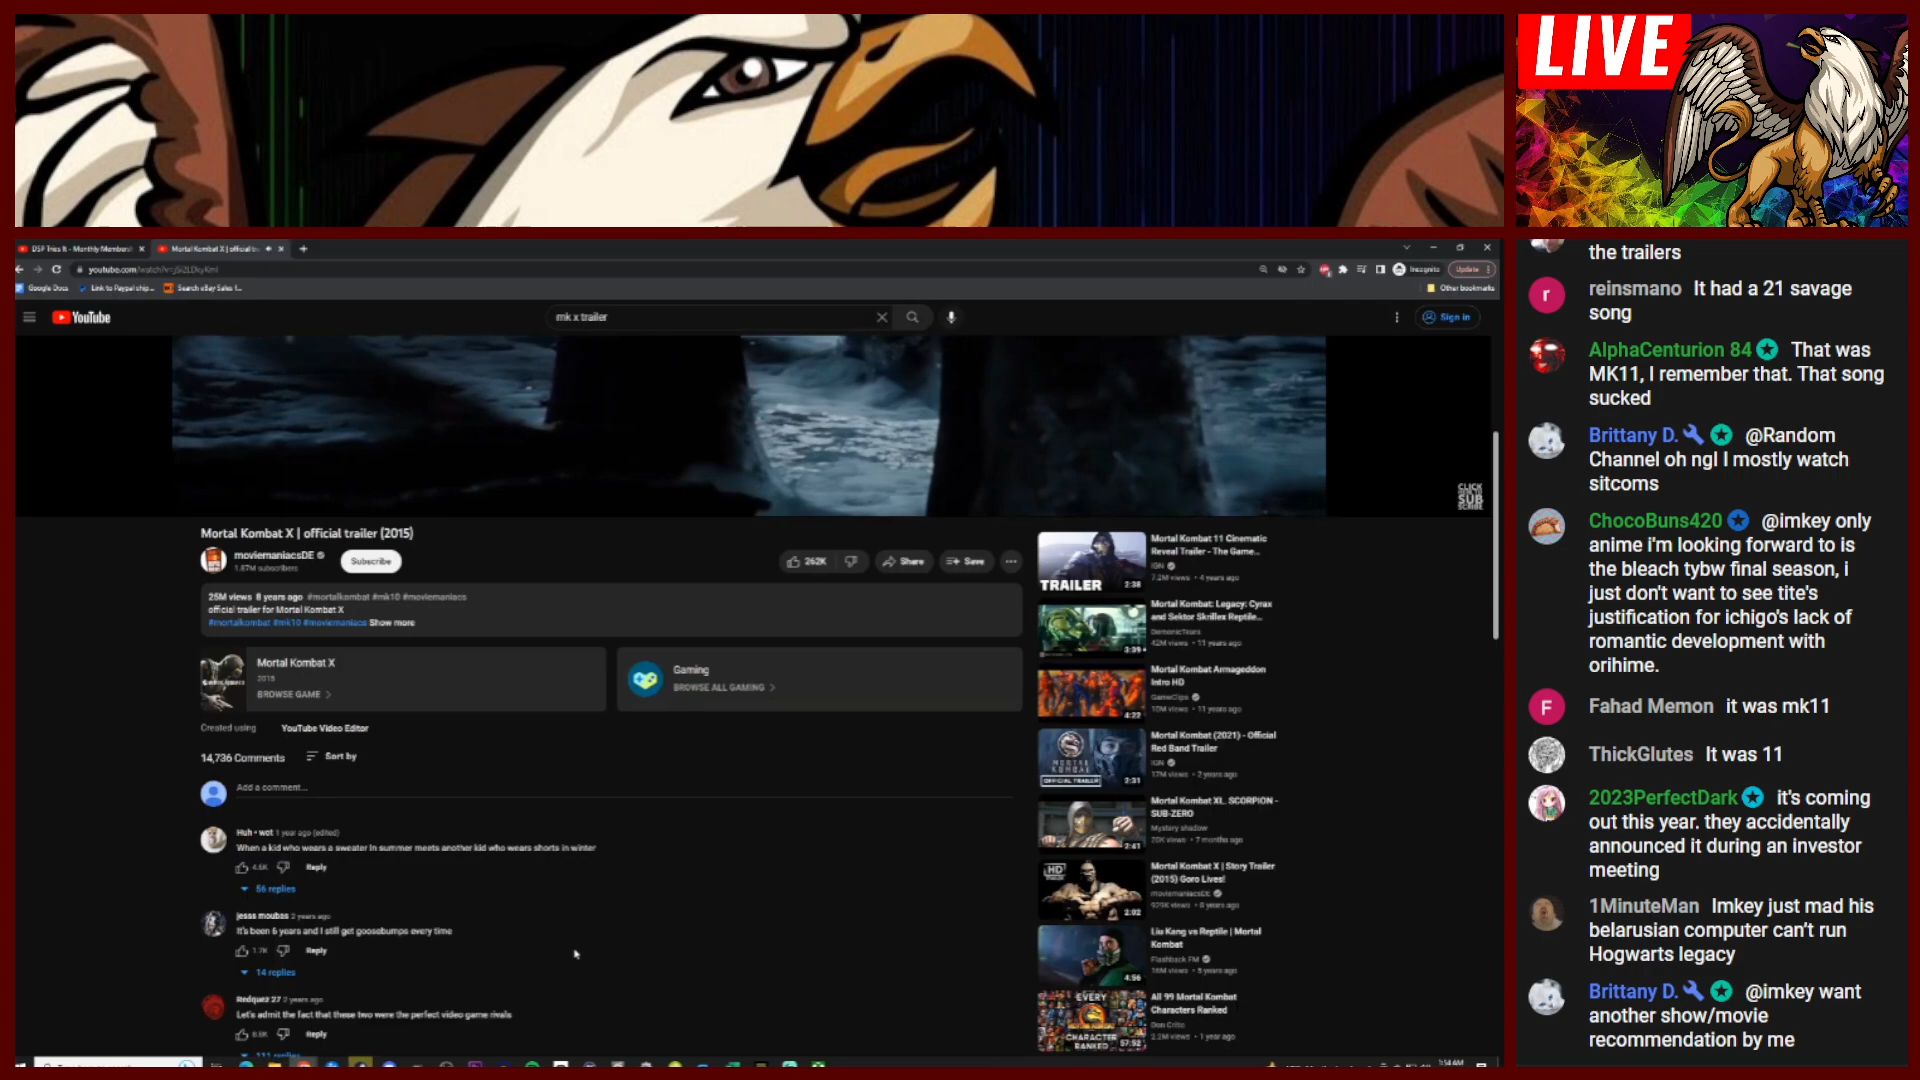 LIVE
DSP Tries It - Monthly Members
Mortal Kombat X | official tr
youtube.com/watch?v=
Incognito
Update
Google Docs
Link to Paypal ship...
Search eBay Sales f...
Other bookmarks
YouTube
mk x trailer
Sign in
CLICK
SUB
SCRIBE
Mortal Kombat X | official trailer (2015)
moviemaniacsDE
1.87M subscribers
Subscribe
262K
Share
Save
25M views 8 years ago #mortalkombat #mk10 #moviemaniacs
official trailer for Mortal Kombat X
#mortalkombat #mk10 #moviemaniacs Show more
Mortal Kombat X
2015
BROWSE GAME
Gaming
BROWSE ALL GAMING
Created using
YouTube Video Editor
14,736 Comments
Sort by
Add a comment...
Huh - wot 1 year ago (edited)
When a kid who wears a sweater in summer meets another kid who wears shorts in winter
4.6K
Reply
56 replies
jesss moubas 2 years ago
It's been 6 years and I still get goosebumps every time
1.7K
Reply
14 replies
Redquez 27 2 years ago
Let's admit the fact that these two were the perfect video game rivals
8.8K
Reply
111 replies
TRAILER
2:38
Mortal Kombat 11 Cinematic
Reveal Trailer - The Game...
IGN
7.2M views • 4 years ago
3:39
Mortal Kombat: Legacy: Cyrax
and Sektor Skrillex Reptile...
DemonicTears
42M views • 11 years ago
4:22
Mortal Kombat Armageddon
Intro HD
GameClips
10M views • 11 years ago
MORTAL
KOMBAT
OFFICIAL TRAILER
2:31
Mortal Kombat (2021) - Official
Red Band Trailer
IGN
17M views • 2 years ago
2:41
Mortal Kombat XL. SCORPION -
SUB-ZERO
Mystery shadow
20K views • 7 months ago
HD
2:02
Mortal Kombat X | Story Trailer
(2015) Goro Lives!
moviemaniacsDE
929K views • 8 years ago
4:56
Liu Kang vs Reptile | Mortal
Kombat
Flashback FM
16M views • 5 years ago
EVERY
CHARACTER
RANKED
57:52
All 99 Mortal Kombat
Characters Ranked
Don Crits
2.2M views • 1 year ago
1:54 AM
the trailers
reinsmano It had a 21 savage
song
AlphaCenturion 84 That was
MK11, I remember that. That song
sucked
Brittany D. @Random
Channel oh ngl I mostly watch
sitcoms
ChocoBuns420 @imkey only
anime i'm looking forward to is
the bleach tybw final season, i
just don't want to see tite's
justification for ichigo's lack of
romantic development with
orihime.
Fahad Memon it was mk11
ThickGlutes It was 11
2023PerfectDark it's coming
out this year. they accidentally
announced it during an investor
meeting
1MinuteMan Imkey just mad his
belarusian computer can't run
Hogwarts legacy
Brittany D. @imkey want
another show/movie
recommendation by me